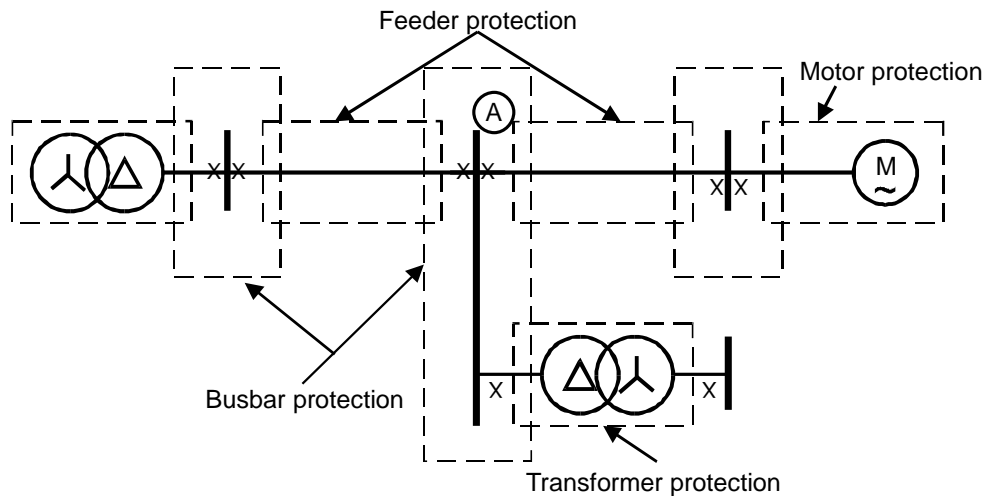 Feeder protection
Motor protection
A
X X
X X
X X
M
~
Busbar protection
X
X
Transformer protection